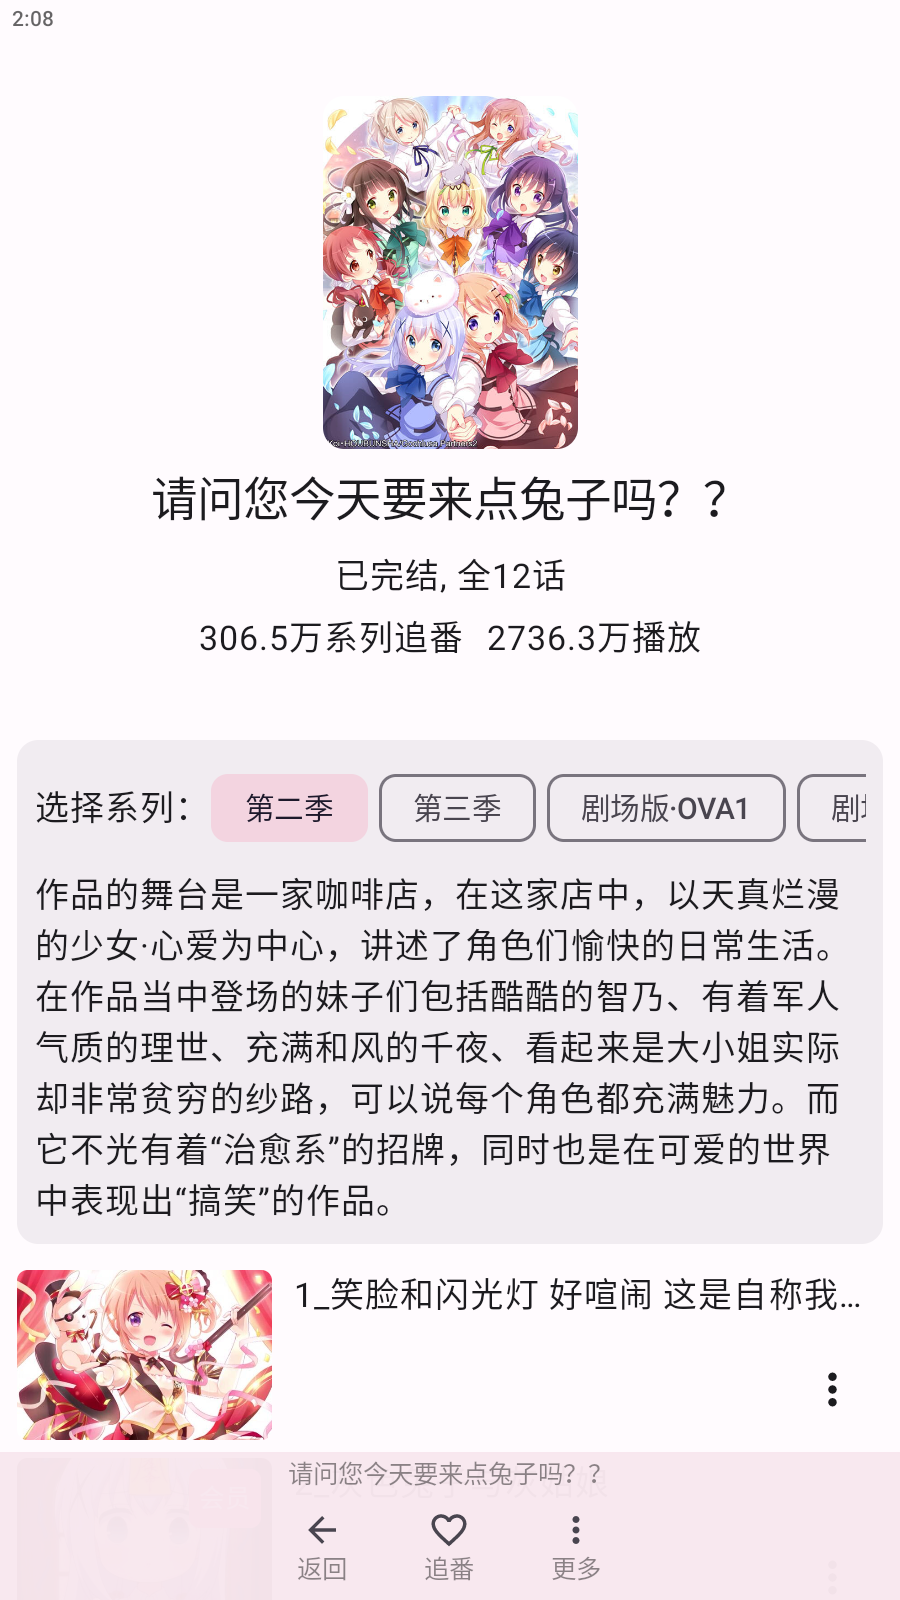 2:08
请问您今天要来点兔子吗？？
已完结, 全12话
306.5万系列追番 2736.3万播放
选择系列：
第二季
第三季
剧场版·OVA1
作品的舞台是一家咖啡店，在这家店中，以天真烂漫
的少女·心爱为中心，讲述了角色们愉快的日常生活。
在作品当中登场的妹子们包括酷酷的智乃、有着军人
气质的理世、充满和风的千夜、看起来是大小姐实际
却非常贫穷的纱路，可以说每个角色都充满魅力。而
它不光有着“治愈系”的招牌，同时也是在可爱的世界
中表现出“搞笑”的作品。
1_笑脸和闪光灯 好喧闹 这是自称我...
请问您今天要来点兔子吗？？
返回
追番
更多